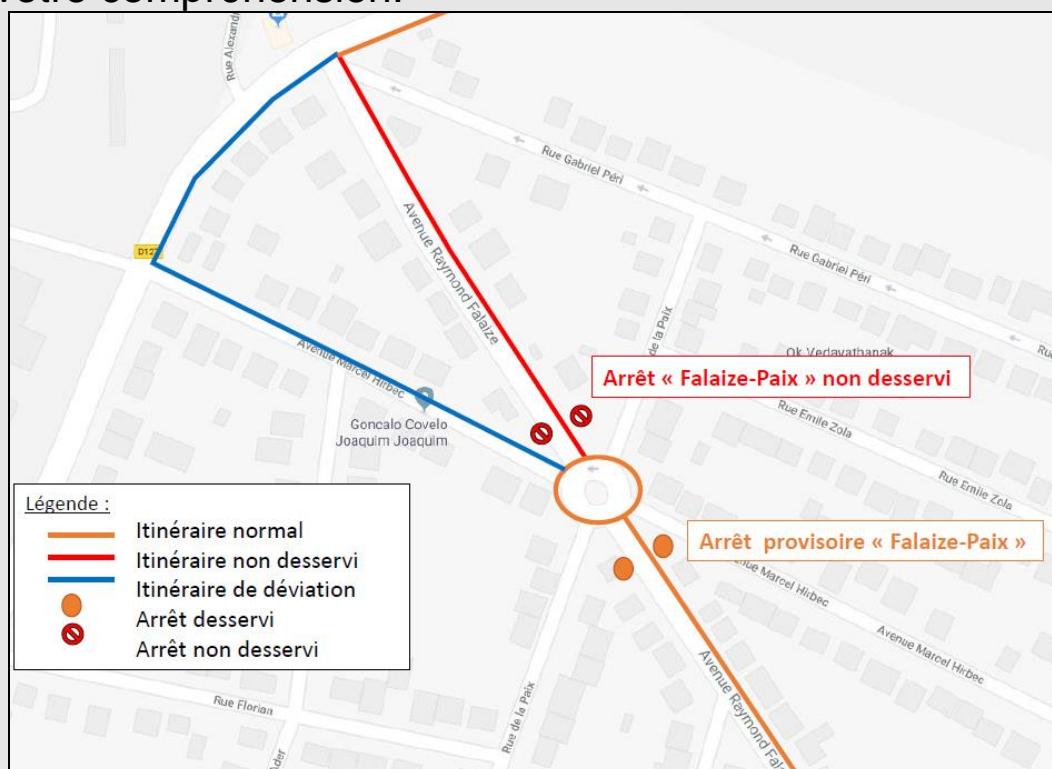 votre compréhension.
Rue Alexandre
Rue Gabriel Péri
Rue Gabriel Péri
Avenue Raymond Falaize
D127
de la Paix
Ok Vedavathanak
Arrêt « Falaize-Paix » non desservi
Avenue Marcel Hirbec
Goncalo Covelo
Joaquim Joaquim
Rue Emile Zola
Rue Emile Zola
Légende :
Itinéraire normal
Itinéraire non desservi
Itinéraire de déviation
Arrêt desservi
Arrêt non desservi
Arrêt provisoire « Falaize-Paix »
Avenue Marcel Hirbec
Avenue Marcel Hirbec
Avenue Raymond Fal
Rue de la Paix
Rue Florian
Ader